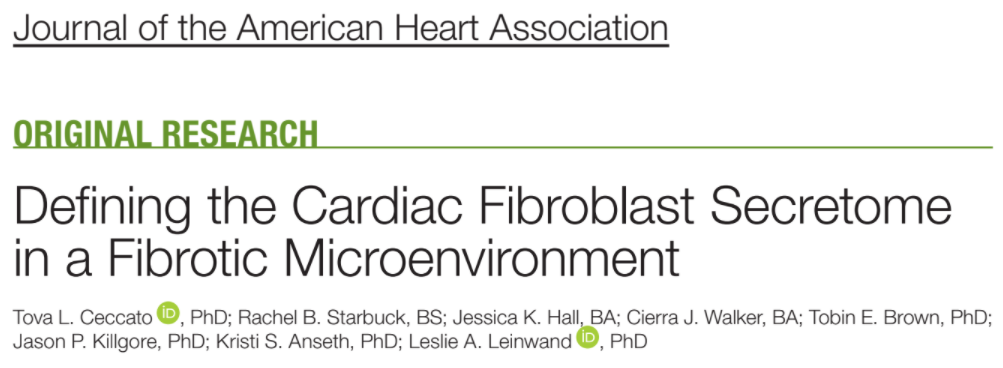 Journal of the American Heart Association
ORIGINAL RESEARCH
Defining the Cardiac Fibroblast Secretome
in a Fibrotic Microenvironment
Tova L. Ceccato iD, PhD; Rachel B. Starbuck, BS; Jessica K. Hall, BA; Cierra J. Walker, BA; Tobin E. Brown, PhD;
Jason P. Killgore, PhD; Kristi S. Anseth, PhD; Leslie A. Leinwand iD, PhD